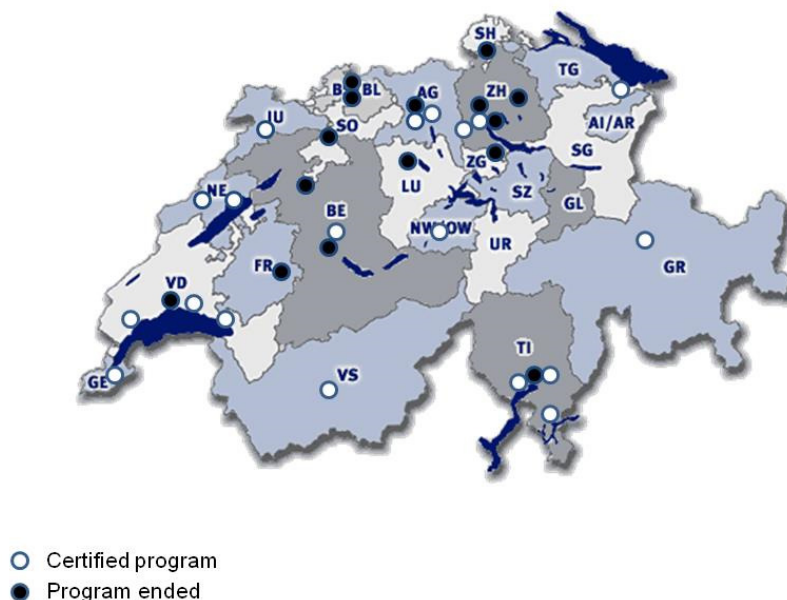 SH
TG
B BL
AG
ZH
JU
SO
AI/AR
SG
ZG
LU
SZ
NE
GL
BE
NW/OW
UR
FR
GR
VD
TI
GE
VS
Certified program
Program ended